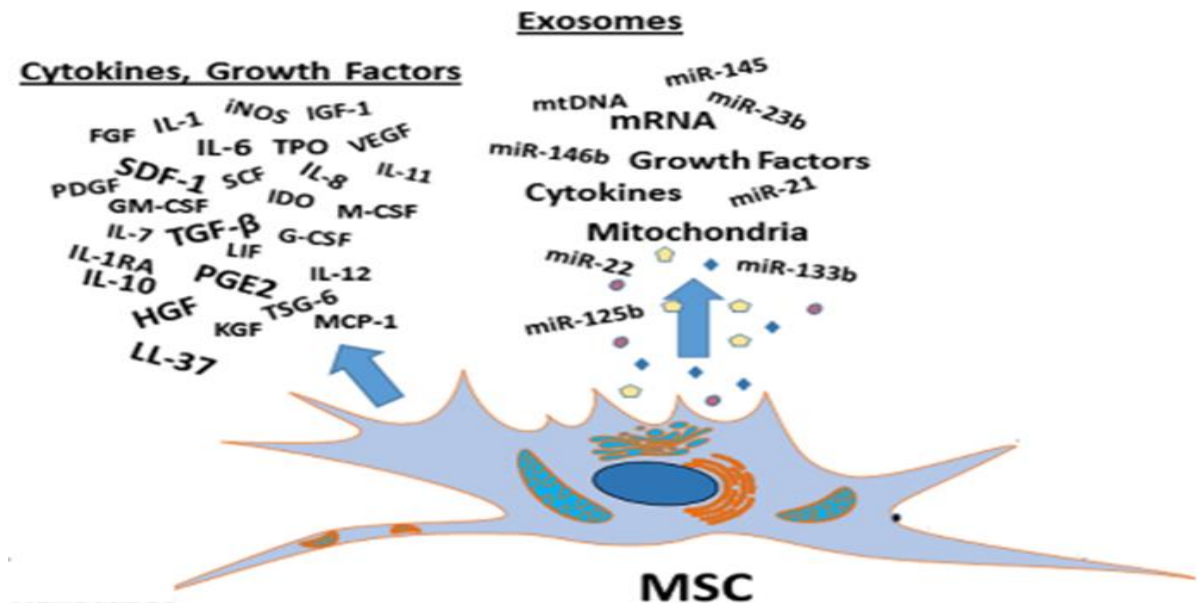 Exosomes
Cytokines, Growth Factors
FGF IL-1 iNOS IGF-1
IL-6 TPO VEGF
PDGF SDF-1 SCF IL-8 IL-11
GM-CSF IDO M-CSF
IL-7 TGF-β LIF G-CSF
IL-1RA
IL-10 PGE2 IL-12
HGF KGF TSG-6 MCP-1
LL-37
miR-145
mtDNA miR-23b
mRNA
miR-146b Growth Factors
Cytokines miR-21
Mitochondria
miR-22 miR-133b
miR-125b
MSC